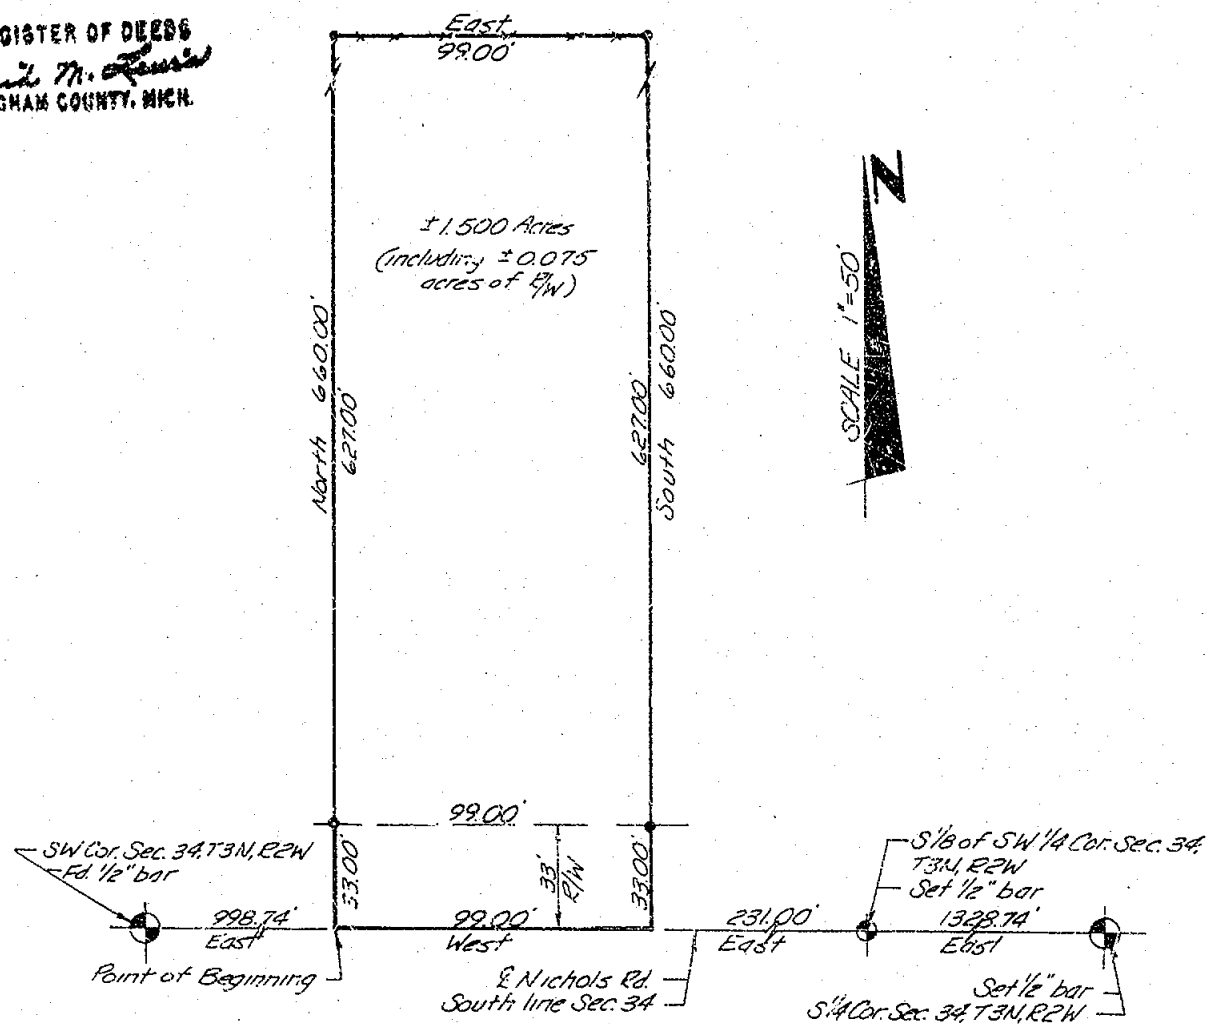 GISTER OF DEEDS
M. Lewis
GHAM COUNTY, MICH.
East
99.00'
±1.500 Acres
(including ±0.075
acres of R/W)
North 660.00'
627.00'
627.00'
South 660.00'
SCALE 1"=50'
N
99.00'
33.00'
33'
R/W
33.00'
SW Cor. Sec. 34, T3N, R2W
Fd. 1/2" bar
998.74'
East
99.00'
West
Point of Beginning
℄ Nichols Rd.
South line Sec. 34
231.00'
East
S 1/8 of SW 1/4 Cor. Sec. 34,
T3N, R2W
Set 1/2" bar
1328.74'
East
Set 1/2" bar
S 1/4 Cor. Sec. 34, T3N, R2W